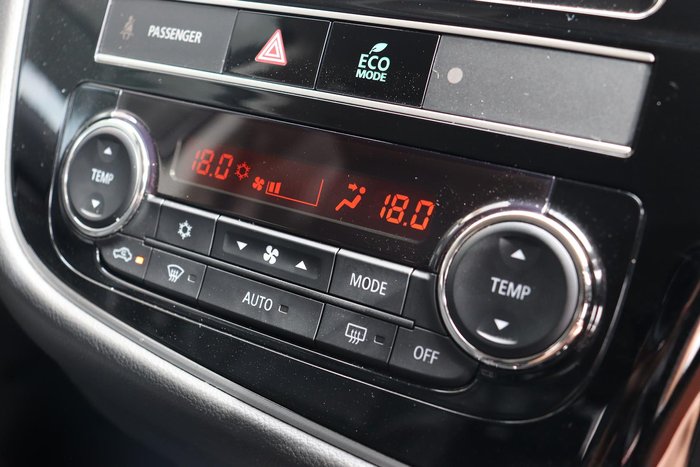 PASSENGER
ECO
MODE
18.0
18.0
TEMP
MODE
TEMP
AUTO
OFF